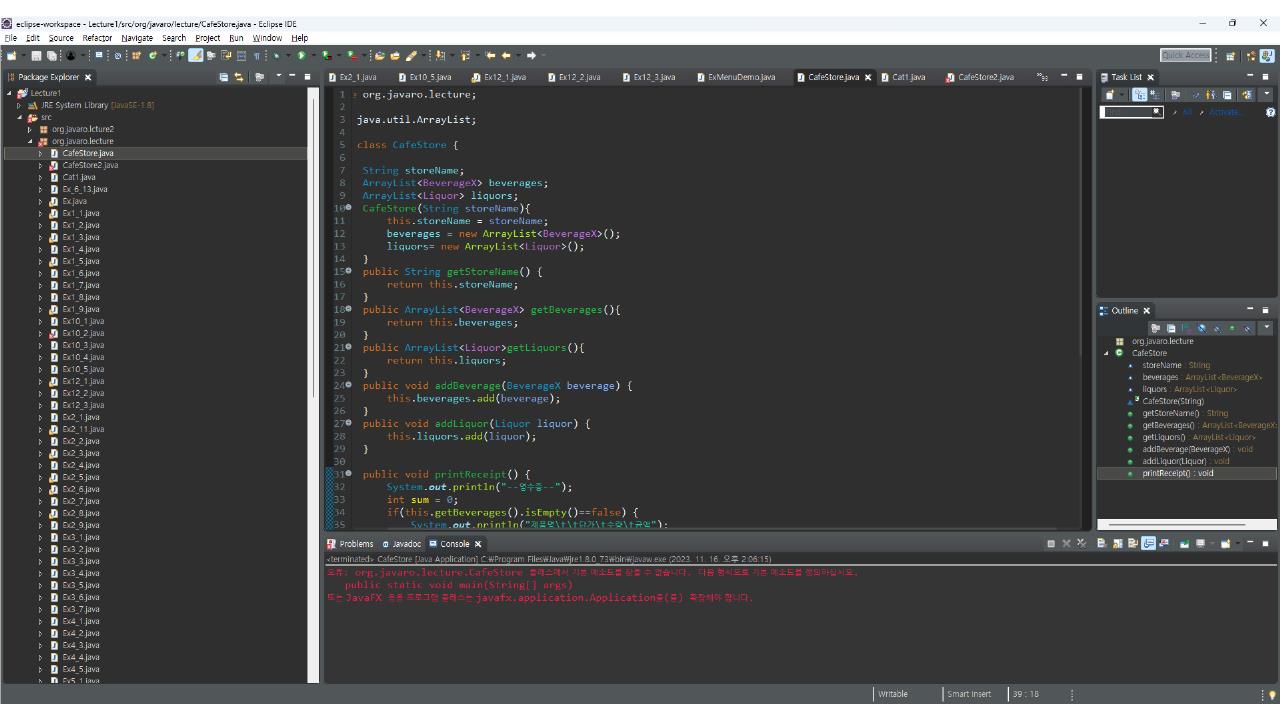 eclipse-workspace - Lecture1/src/org/javaro/lecture/CafeStore.java - Eclipse IDE
File Edit Source Refactor Navigate Search Project Run Window Help
Quick Access
Package Explorer
Lecture1
JRE System Library [JavaSE-1.8]
src
org.javaro.lcture2
org.javaro.lecture
CafeStore.java
CafeStore2.java
Cat1.java
Ex_6_13.java
Ex.java
Ex1_1.java
Ex1_2.java
Ex1_3.java
Ex1_4.java
Ex1_5.java
Ex1_6.java
Ex1_7.java
Ex1_8.java
Ex1_9.java
Ex10_1.java
Ex10_2.java
Ex10_3.java
Ex10_4.java
Ex10_5.java
Ex12_1.java
Ex12_2.java
Ex12_3.java
Ex2_1.java
Ex2_11.java
Ex2_2.java
Ex2_3.java
Ex2_4.java
Ex2_5.java
Ex2_6.java
Ex2_7.java
Ex2_8.java
Ex2_9.java
Ex3_1.java
Ex3_2.java
Ex3_3.java
Ex3_4.java
Ex3_5.java
Ex3_6.java
Ex3_7.java
Ex4_1.java
Ex4_2.java
Ex4_3.java
Ex4_4.java
Ex4_5.java
Ex5_1.java
Ex2_1.java Ex10_5.java Ex12_1.java Ex12_2.java Ex12_3.java ExMenuDemo.java CafeStore.java Cat1.java CafeStore2.java
1 org.javaro.lecture;
2
3 java.util.ArrayList;
4
5 class CafeStore {
6
7 String storeName;
8 ArrayList<BeverageX> beverages;
9 ArrayList<Liquor> liquors;
10 CafeStore(String storeName){
11 this.storeName = storeName;
12 beverages = new ArrayList<BeverageX>();
13 liquors= new ArrayList<Liquor>();
14 }
15 public String getStoreName() {
16 return this.storeName;
17 }
18 public ArrayList<BeverageX> getBeverages(){
19 return this.beverages;
20 }
21 public ArrayList<Liquor>getLiquors(){
22 return this.liquors;
23 }
24 public void addBeverage(BeverageX beverage) {
25 this.beverages.add(beverage);
26 }
27 public void addLiquor(Liquor liquor) {
28 this.liquors.add(liquor);
29 }
30
31 public void printReceipt() {
32 System.out.println("--영수증--");
33 int sum = 0;
34 if(this.getBeverages().isEmpty()==false) {
35 System.out.println("제품명\t\t단가\t수량\t금액");
Problems Javadoc Console
<terminated> CafeStore [Java Application] C:\Program Files\Java\jre1.8.0_73\bin\javaw.exe (2023. 11. 16. 오후 2:06:15)
오류: org.javaro.lecture.CafeStore 클래스에서 기본 메소드를 찾을 수 없습니다. 다음 형식으로 기본 메소드를 정의하십시오.
public static void main(String[] args)
또는 JavaFX 응용 프로그램 클래스는 javafx.application.Application을(를) 확장해야 합니다.
Task List
All Activate...
Outline
org.javaro.lecture
CafeStore
storeName : String
beverages : ArrayList<BeverageX>
liquors : ArrayList<Liquor>
CafeStore(String)
getStoreName() : String
getBeverages() : ArrayList<BeverageX>
getLiquors() : ArrayList<Liquor>
addBeverage(BeverageX) : void
addLiquor(Liquor) : void
printReceipt() : void
Writable Smart Insert 39 : 18